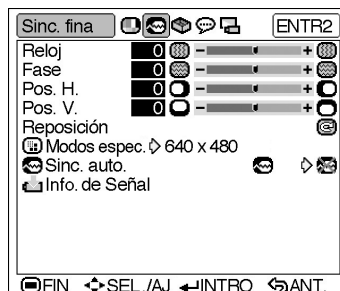 Sinc. fina ENTR2
Reloj 0 - +
Fase 0 - +
Pos. H. 0 - +
Pos. V. 0 - +
Reposición
Modos espec. 640 x 480
Sinc. auto.
Info. de Señal
FIN SEL./AJ INTRO ANT.